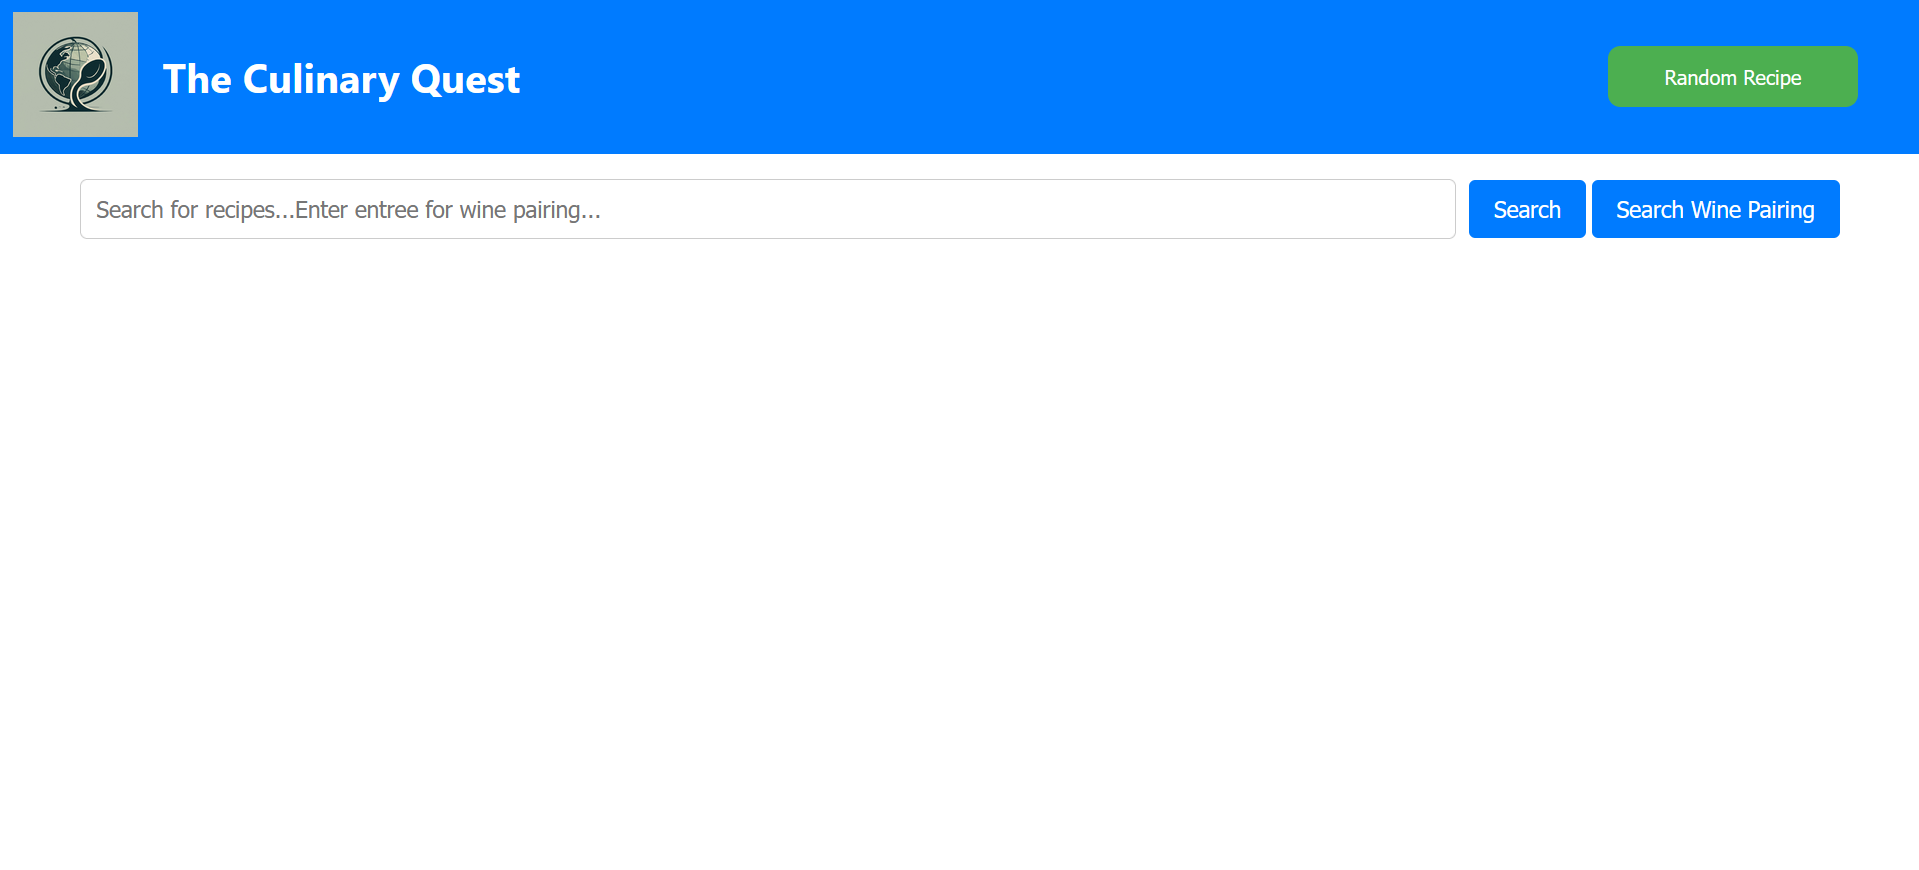 The Culinary Quest
Random Recipe
Search for recipes...Enter entree for wine pairing...
Search
Search Wine Pairing